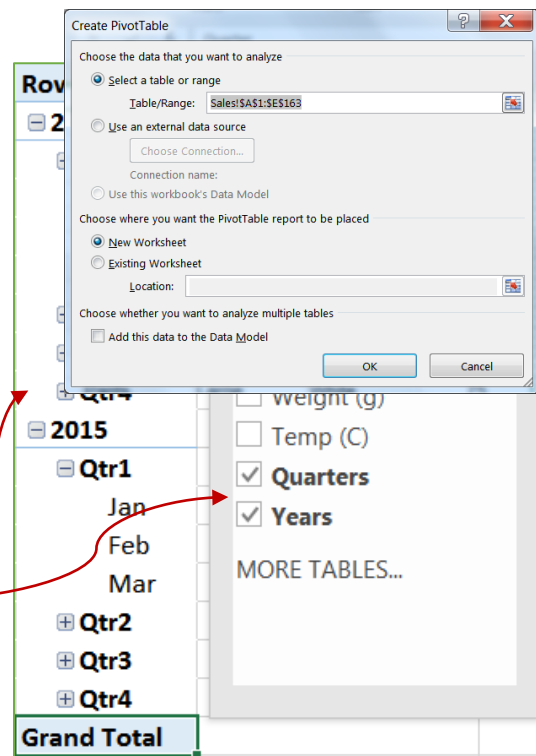 Create PivotTable
Choose the data that you want to analyze
Select a table or range
Table/Range: Sales!$A$1:$E$163
Use an external data source
Choose Connection...
Connection name:
Use this workbook's Data Model
Choose where you want the PivotTable report to be placed
New Worksheet
Existing Worksheet
Location:
Choose whether you want to analyze multiple tables
Add this data to the Data Model
OK Cancel
Row
2
Qtr4
2015
Qtr1
Jan
Feb
Mar
Qtr2
Qtr3
Qtr4
Grand Total
Weight (g)
Temp (C)
Quarters
Years
MORE TABLES...